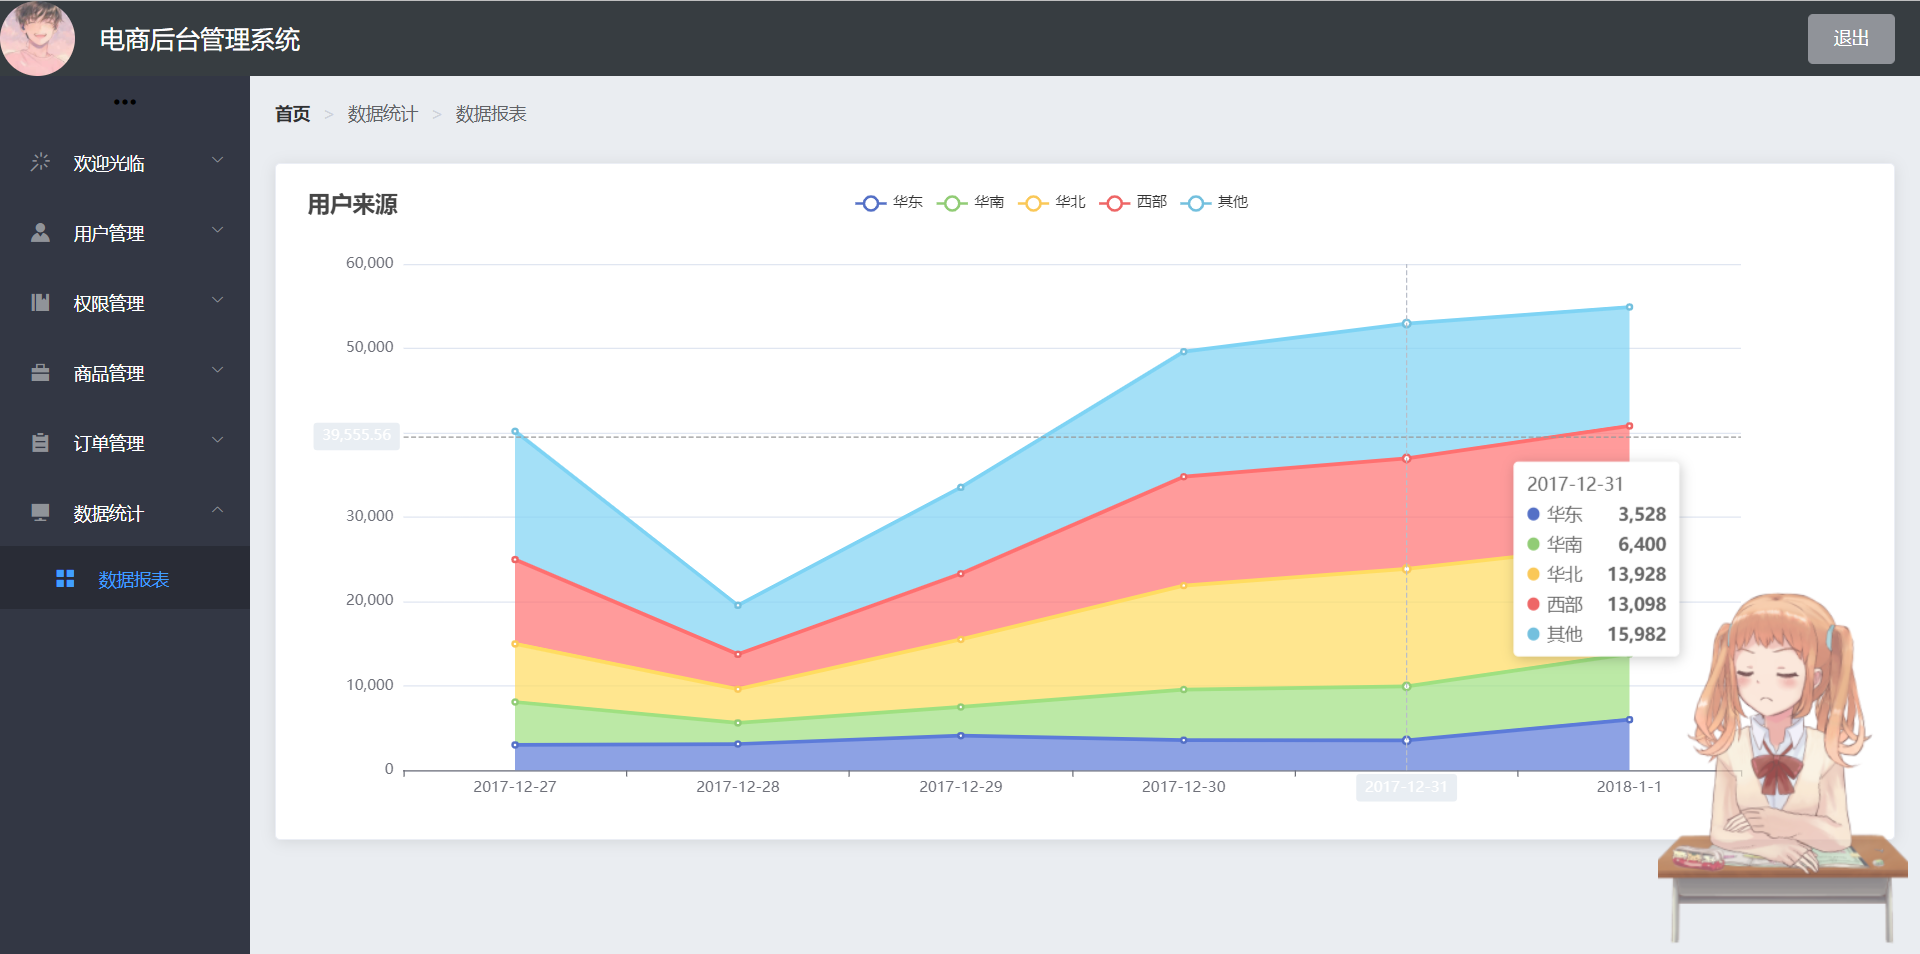 电商后台管理系统
退出
•••
欢迎光临
用户管理
权限管理
商品管理
订单管理
数据统计
数据报表
首页 > 数据统计 > 数据报表
用户来源
华东 华南 华北 西部 其他
60,000
50,000
39,555.56
30,000
20,000
10,000
0
2017-12-27 2017-12-28 2017-12-29 2017-12-30 2017-12-31 2018-1-1
2017-12-31
华东 3,528
华南 6,400
华北 13,928
西部 13,098
其他 15,982